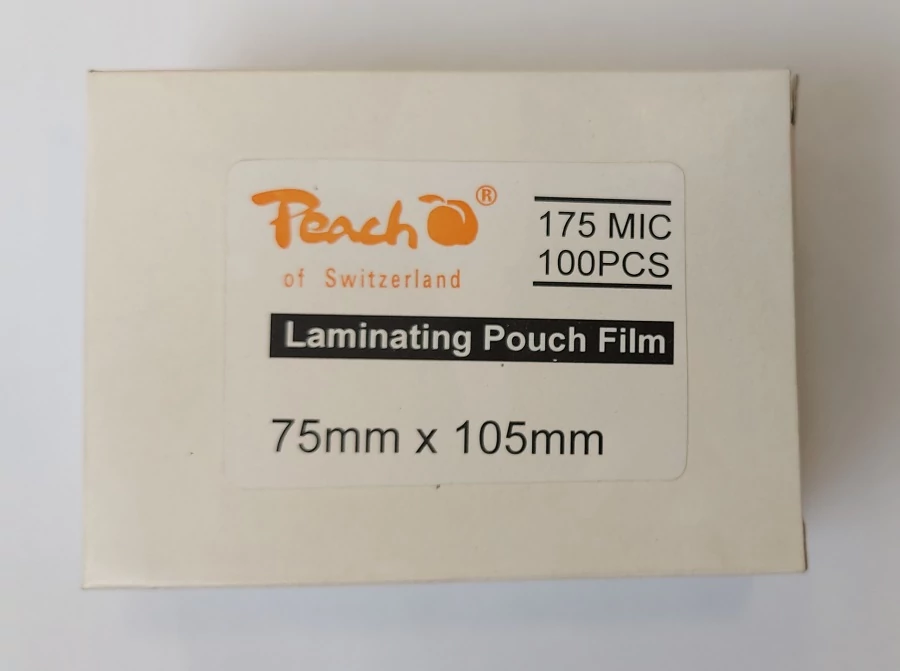 Peach®
of Switzerland
175 MIC
100PCS
Laminating Pouch Film
75mm x 105mm